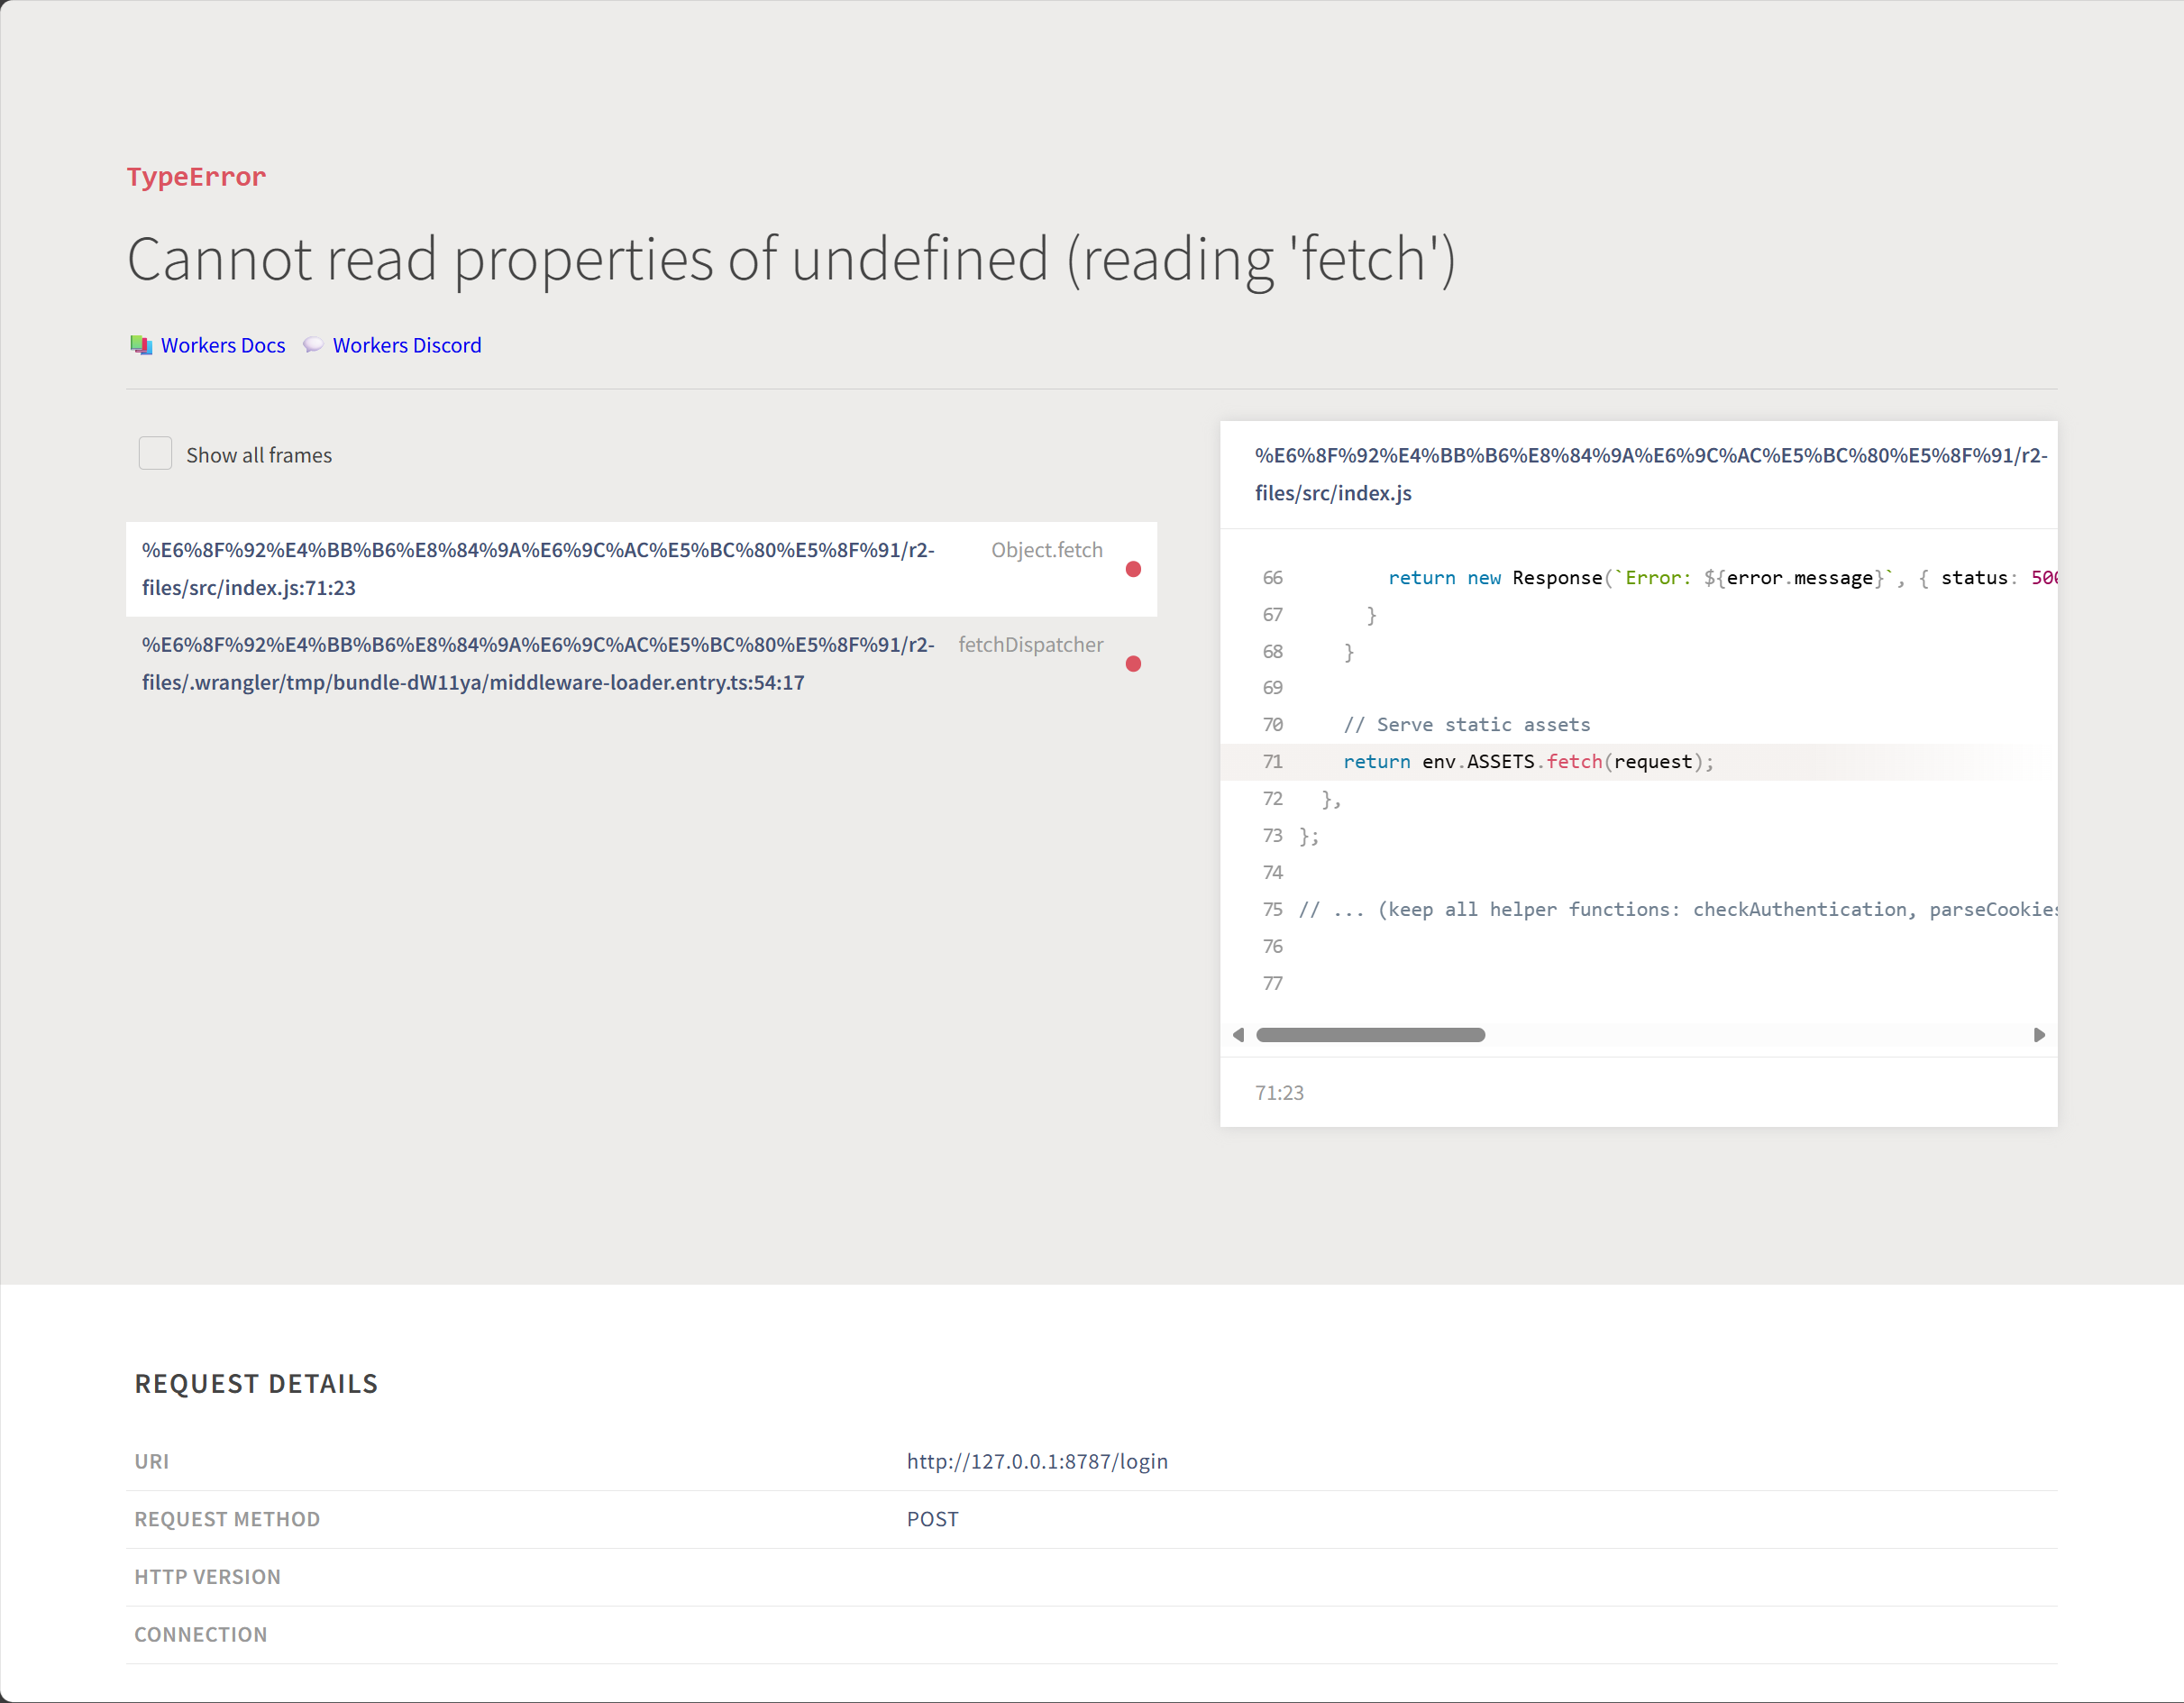 TypeError
Cannot read properties of undefined (reading 'fetch')
Workers Docs Workers Discord
Show all frames
%E6%8F%92%E4%BB%B6%E8%84%9A%E6%9C%AC%E5%BC%80%E5%8F%91/r2- Object.fetch
files/src/index.js:71:23
%E6%8F%92%E4%BB%B6%E8%84%9A%E6%9C%AC%E5%BC%80%E5%8F%91/r2- fetchDispatcher
files/.wrangler/tmp/bundle-dW11ya/middleware-loader.entry.ts:54:17
%E6%8F%92%E4%BB%B6%E8%84%9A%E6%9C%AC%E5%BC%80%E5%8F%91/r2-
files/src/index.js
66 return new Response(`Error: ${error.message}`, { status: 500
67 }
68 }
69
70 // Serve static assets
71 return env.ASSETS.fetch(request);
72 },
73 };
74
75 // ... (keep all helper functions: checkAuthentication, parseCookies
76
77
71:23
REQUEST DETAILS
URI http://127.0.0.1:8787/login
REQUEST METHOD POST
HTTP VERSION
CONNECTION